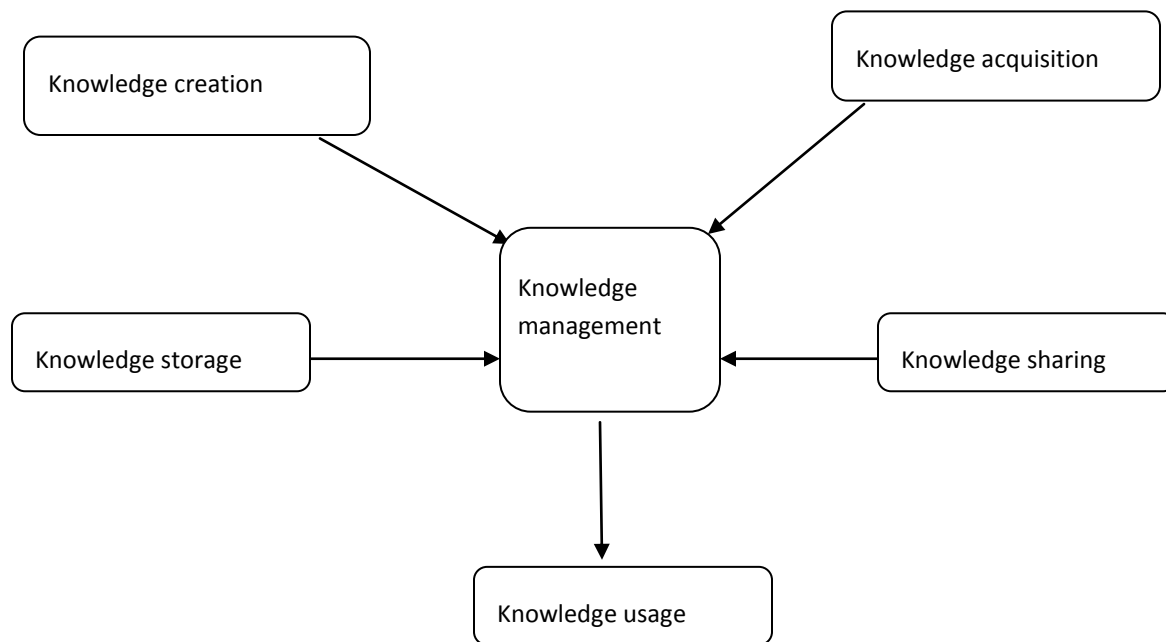 Knowledge creation
Knowledge acquisition
Knowledge
management
Knowledge storage
Knowledge sharing
Knowledge usage